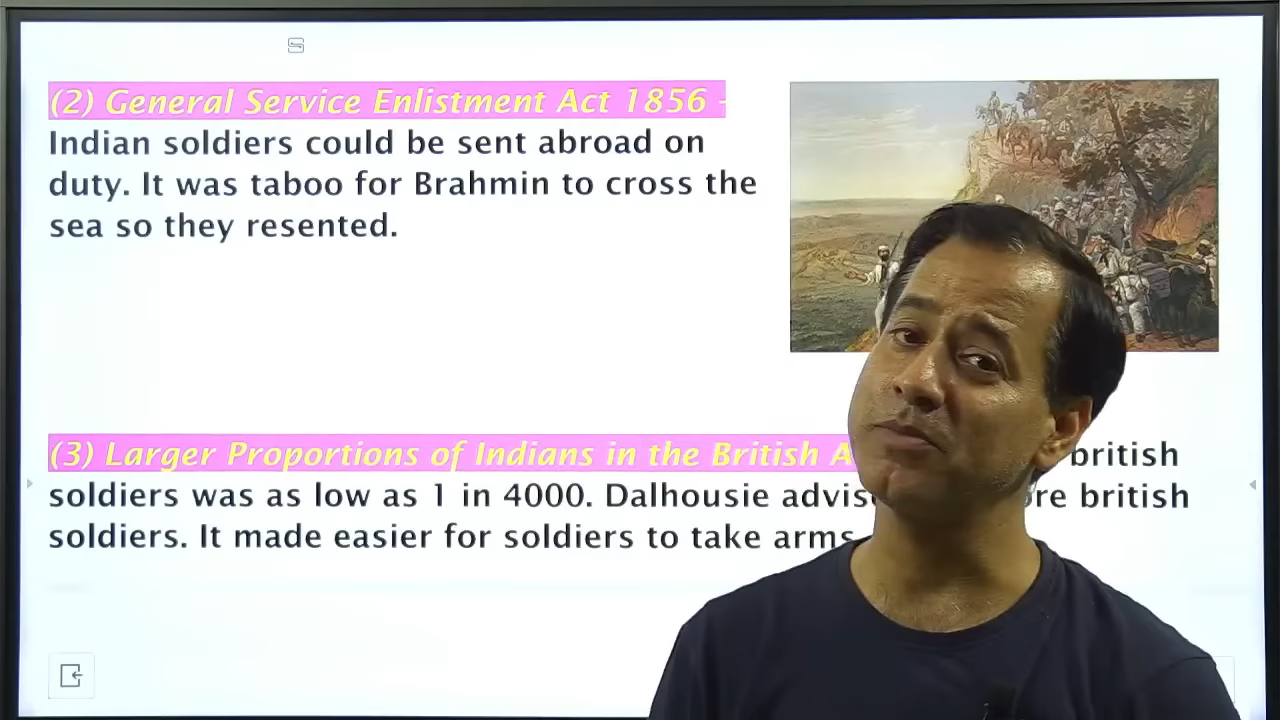 (2) General Service Enlistment Act 1856 -
Indian soldiers could be sent abroad on
duty. It was taboo for Brahmin to cross the
sea so they resented.
(3) Larger Proportions of Indians in the British british
soldiers was as low as 1 in 4000. Dalhousie british
soldiers. It made easier for soldiers to take arms